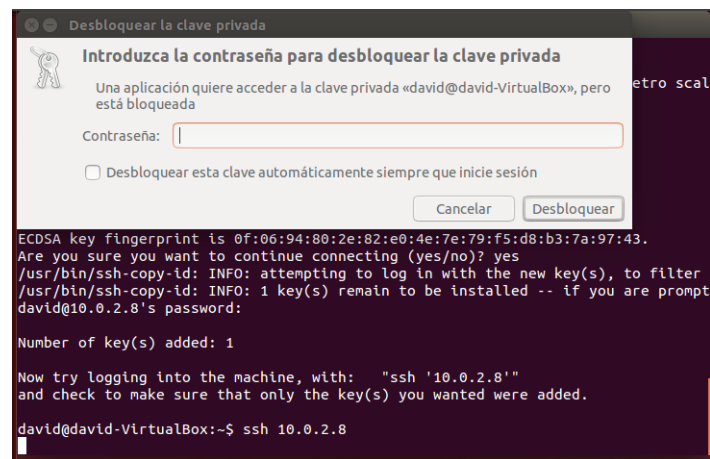 Desbloquear la clave privada
Introduzca la contraseña para desbloquear la clave privada
Una aplicación quiere acceder a la clave privada «david@david-VirtualBox», pero
está bloqueada
etro scal
Contraseña:
Desbloquear esta clave automáticamente siempre que inicie sesión
Cancelar Desbloquear
ECDSA key fingerprint is 0f:06:94:80:2e:82:e0:4e:7e:79:f5:d8:b3:7a:97:43.
Are you sure you want to continue connecting (yes/no)? yes
/usr/bin/ssh-copy-id: INFO: attempting to log in with the new key(s), to filter
/usr/bin/ssh-copy-id: INFO: 1 key(s) remain to be installed -- if you are prompt
david@10.0.2.8's password:
Number of key(s) added: 1
Now try logging into the machine, with: "ssh '10.0.2.8'"
and check to make sure that only the key(s) you wanted were added.
david@david-VirtualBox:~$ ssh 10.0.2.8